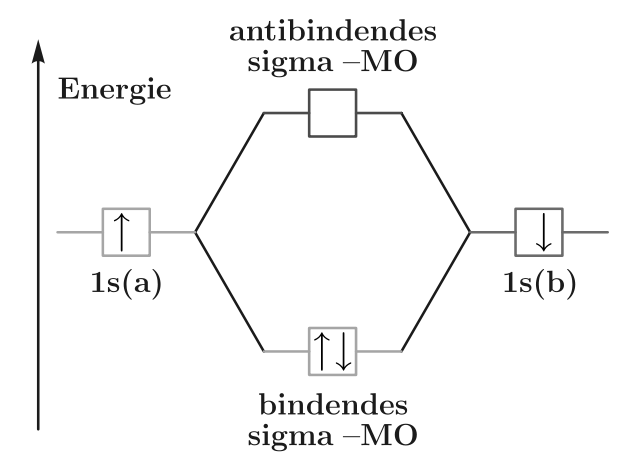 antibindendes
sigma –MO
Energie
1s(a)
1s(b)
bindendes
sigma –MO